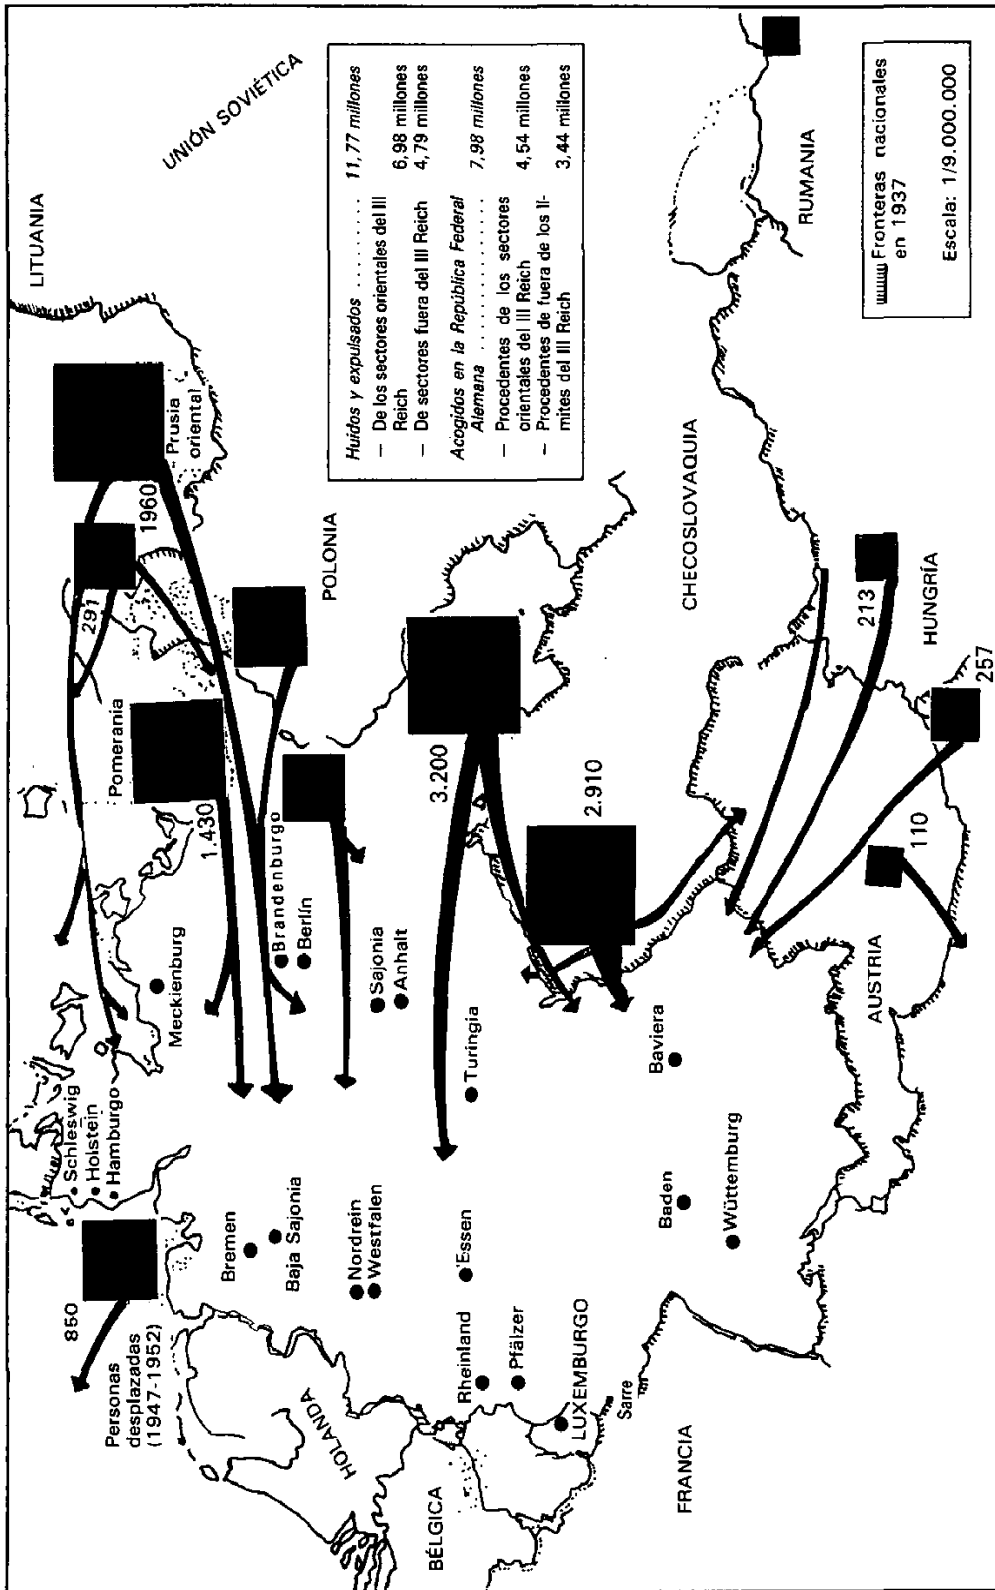 LITUANIA
UNIÓN SOVIÉTICA
Prusia
oriental
1960
291
Pomerania
1.430
Schleswig
Holstein
Hamburgo
Meckienburg
850
Personas
desplazadas
(1947-1952)
Bremen
Baja Sajonia
Brandenburgo
Berlín
POLONIA
Nordrein
Westfalen
Sajonia
Anhalt
HOLANDA
BÉLGICA
Essen
Rheinland
Pfälzer
LUXEMBURGO
Turingia
3.200
2.910
Sarre
FRANCIA
Baden
Wüttemburg
Baviera
CHECOSLOVAQUIA
AUSTRIA
110
213
257
HUNGRÍA
RUMANIA
Huidos y expulsados ......... 11,77 millones
— De los sectores orientales del III
Reich 6,98 millones
— De sectores fuera del III Reich 4,79 millones
Acogidos en la República Federal
Alemana ............... 7,98 millones
— Procedentes de los sectores
orientales del III Reich 4,54 millones
— Procedentes de fuera de los lí-
mites del III Reich 3,44 millones
Fronteras nacionales
en 1937
Escala: 1/9.000.000